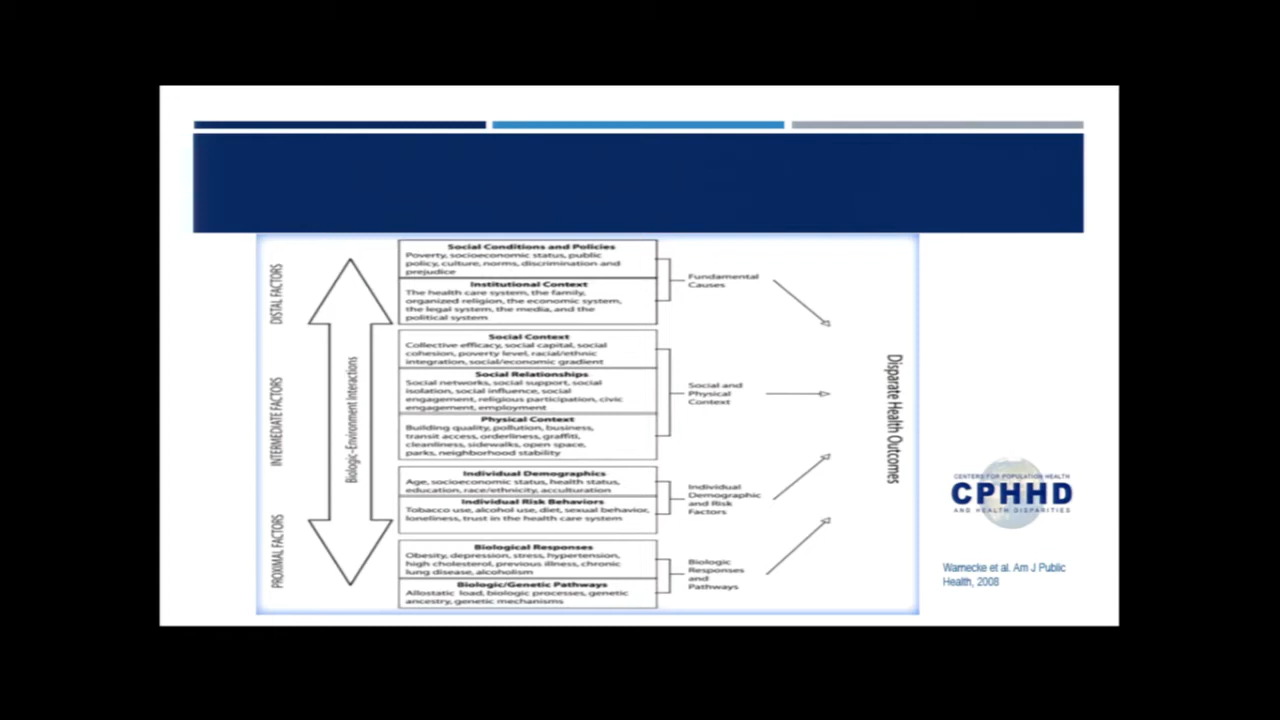 DISTAL FACTORS
INTERMEDIATE FACTORS
PROXIMAL FACTORS
Biologic-Environment Interactions
Social Conditions and Policies
Poverty, socioeconomic status, public
policy, culture, norms, discrimination and
prejudice
Institutional Context
The health care system, the family,
organized religion, the economic system,
the legal system, the media, and the
political system
Social Context
Collective efficacy, social capital, social
cohesion, poverty level, racial/ethnic
integration, social/economic gradient
Social Relationships
Social networks, social support, social
isolation, social influence, social
engagement, religious participation, civic
engagement, employment
Physical Context
Building quality, pollution, business,
transit access, orderliness, graffiti,
cleanliness, sidewalks, open space,
parks, neighborhood stability
Individual Demographics
Age, socioeconomic status, health status,
education, race/ethnicity, acculturation
Individual Risk Behaviors
Tobacco use, alcohol use, diet, sexual behavior,
loneliness, trust in the health care system
Biological Responses
Obesity, depression, stress, hypertension,
high cholesterol, previous illness, chronic
lung disease, alcoholism
Biologic/Genetic Pathways
Allostatic load, biologic processes, genetic
ancestry, genetic mechanisms
Fundamental
Causes
Social and
Physical
Context
Individual
Demographic
and Risk
Factors
Biologic
Responses
and
Pathways
Disparate Health Outcomes
CENTERS FOR POPULATION HEALTH
CPHHD
AND HEALTH DISPARITIES
Warnecke et al. Am J Public
Health, 2008